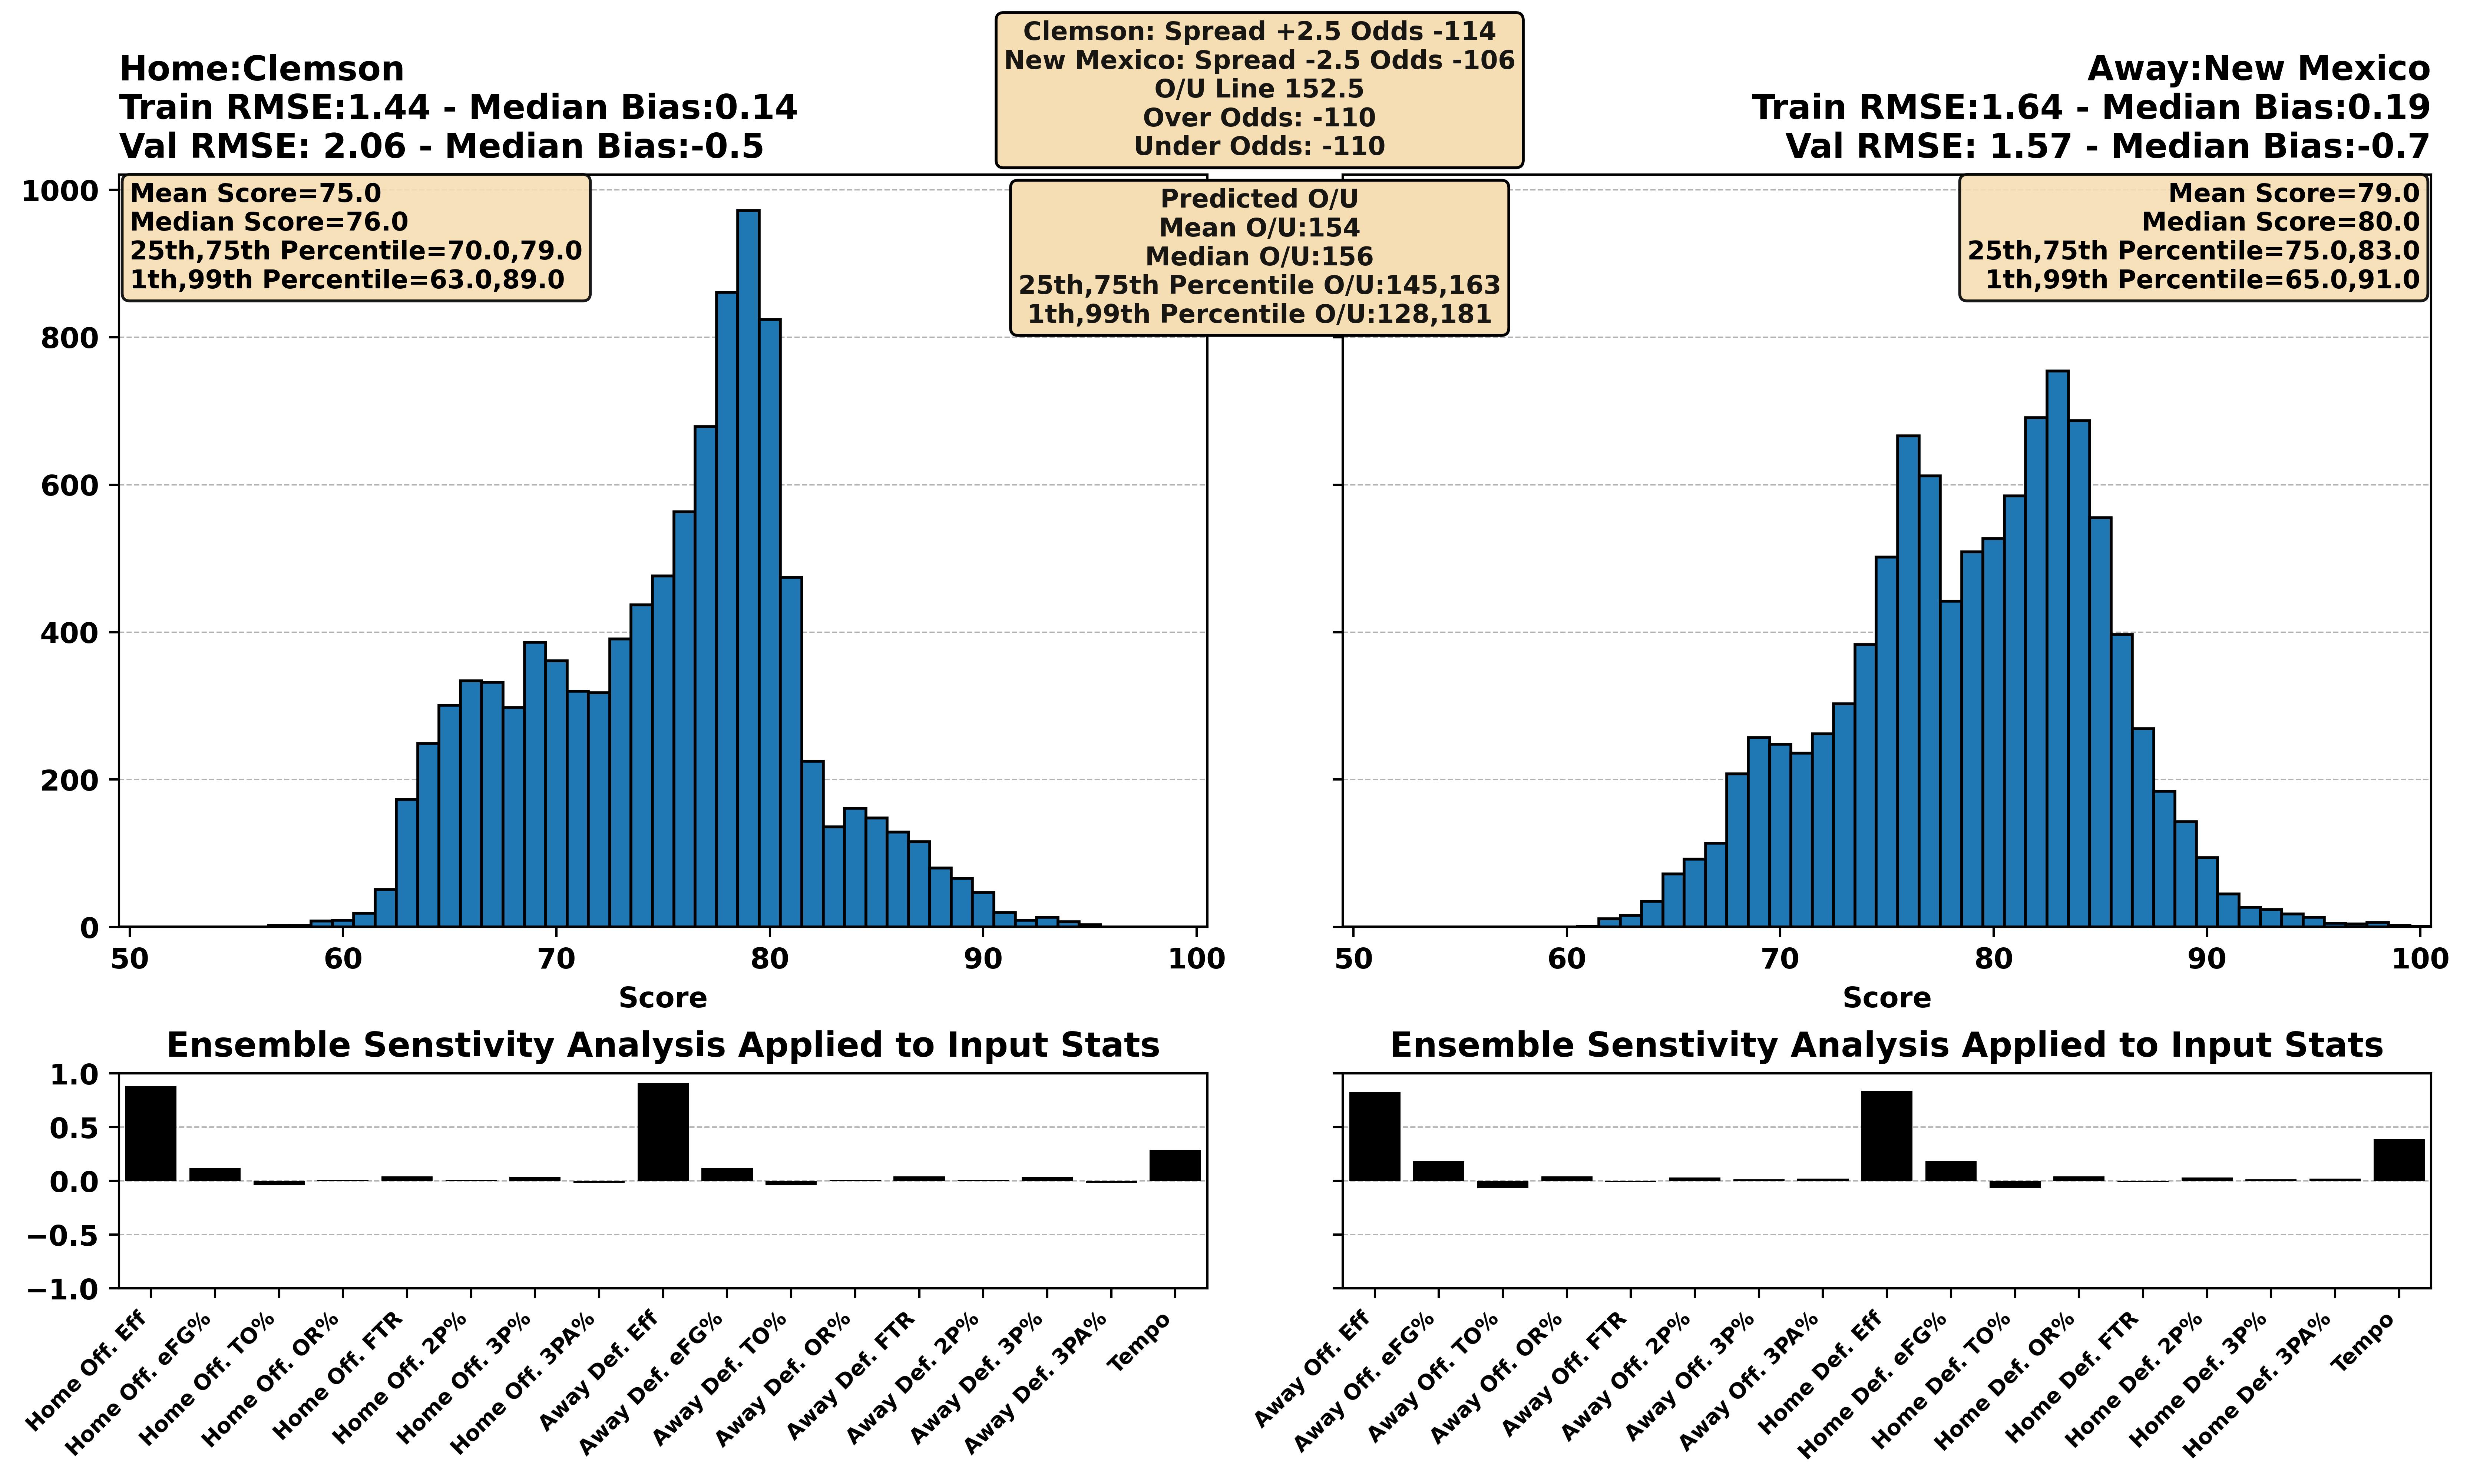 Clemson: Spread +2.5 Odds -114
New Mexico: Spread -2.5 Odds -106
O/U Line 152.5
Over Odds: -110
Under Odds: -110
Home:Clemson
Train RMSE:1.44 - Median Bias:0.14
Val RMSE: 2.06 - Median Bias:-0.5
Away:New Mexico
Train RMSE:1.64 - Median Bias:0.19
Val RMSE: 1.57 - Median Bias:-0.7
Mean Score=75.0
Median Score=76.0
25th,75th Percentile=70.0,79.0
1th,99th Percentile=63.0,89.0
Predicted O/U
Mean O/U:154
Median O/U:156
25th,75th Percentile O/U:145,163
1th,99th Percentile O/U:128,181
Mean Score=79.0
Median Score=80.0
25th,75th Percentile=75.0,83.0
1th,99th Percentile=65.0,91.0
1000
800
600
400
200
0
50 60 70 80 90 100
Score
50 60 70 80 90 100
Score
Ensemble Senstivity Analysis Applied to Input Stats
1.0
0.5
0.0
−0.5
−1.0
Home Off. Eff
Home Off. eFG%
Home Off. TO%
Home Off. OR%
Home Off. FTR
Home Off. 2P%
Home Off. 3P%
Home Off. 3PA%
Away Def. Eff
Away Def. eFG%
Away Def. TO%
Away Def. OR%
Away Def. FTR
Away Def. 2P%
Away Def. 3P%
Away Def. 3PA%
Tempo
Ensemble Senstivity Analysis Applied to Input Stats
Away Off. Eff
Away Off. eFG%
Away Off. TO%
Away Off. OR%
Away Off. FTR
Away Off. 2P%
Away Off. 3P%
Away Off. 3PA%
Home Def. Eff
Home Def. eFG%
Home Def. TO%
Home Def. OR%
Home Def. FTR
Home Def. 2P%
Home Def. 3P%
Home Def. 3PA%
Tempo